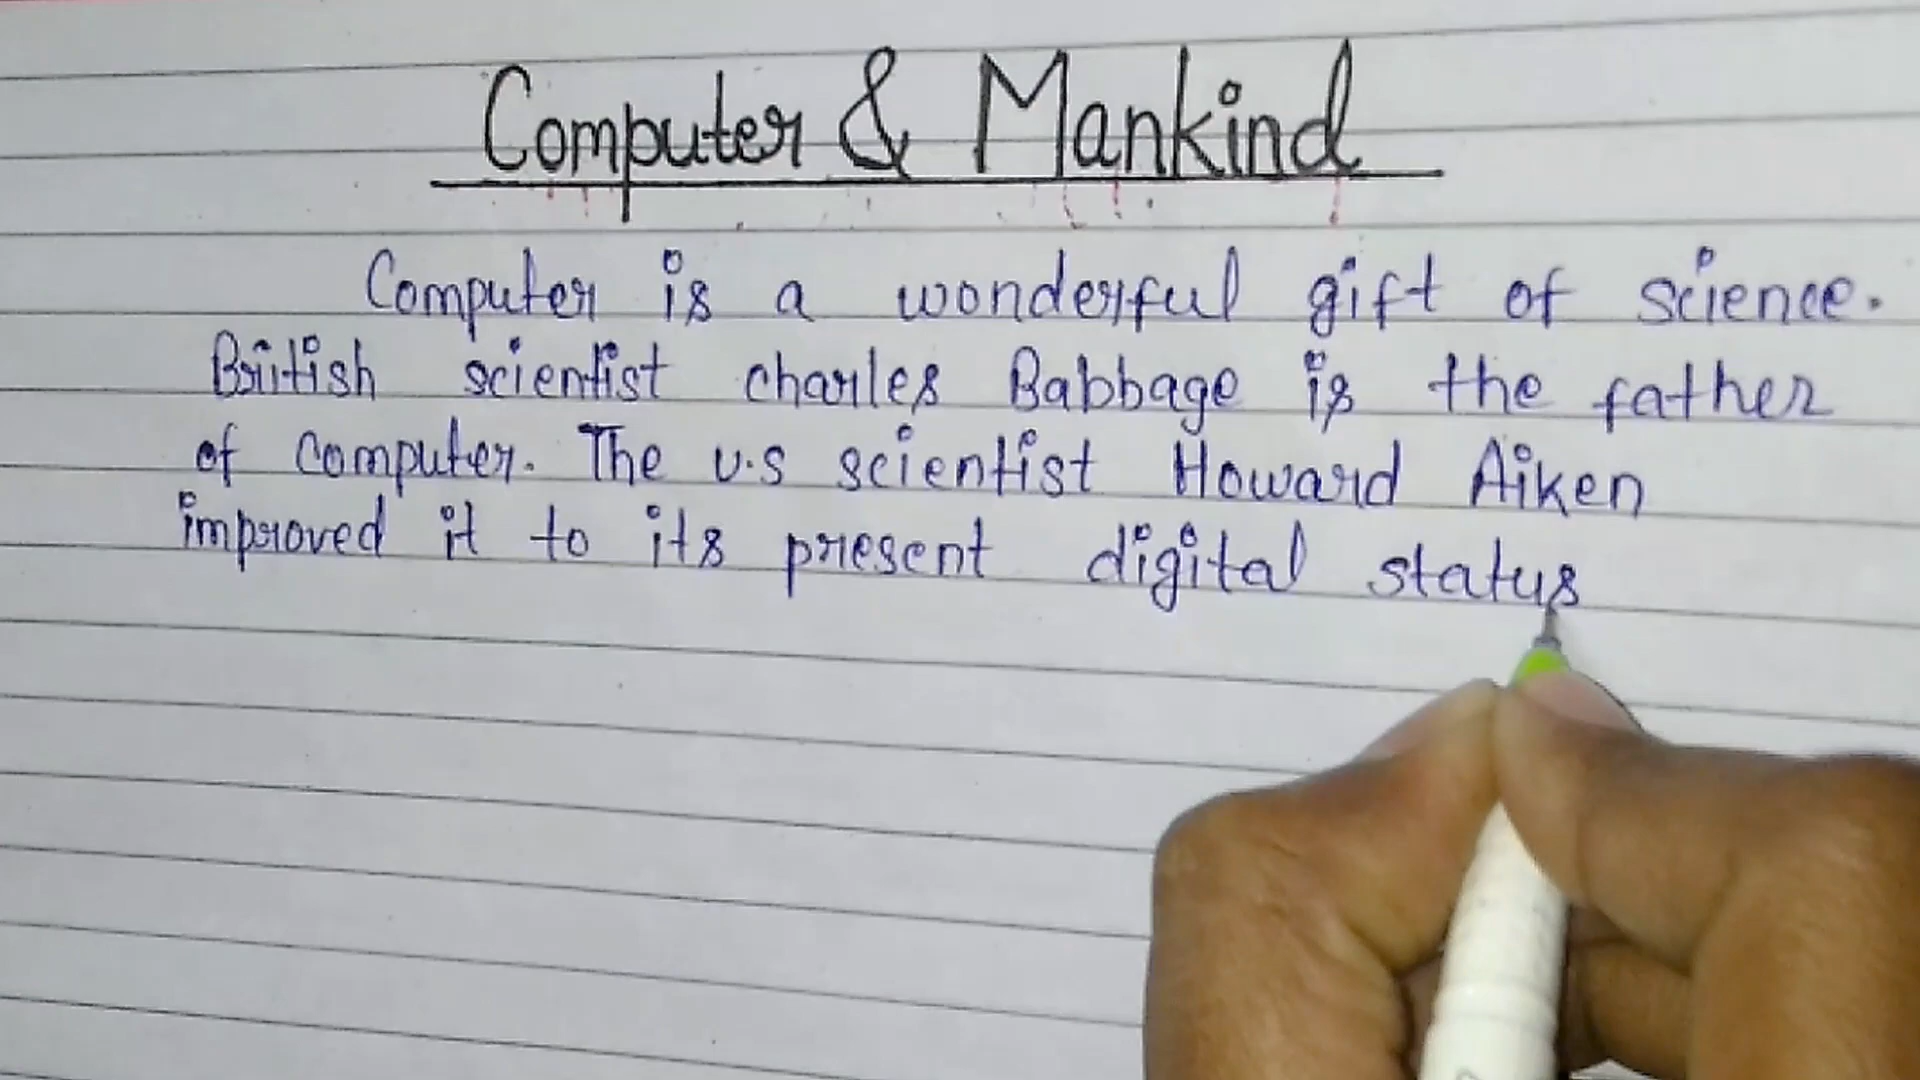 Computer & Mankind
Computer is a wonderful gift of science.
British scientist charles Babbage is the father
of computer. The U.S scientist Howard Aiken
improved it to its present digital status